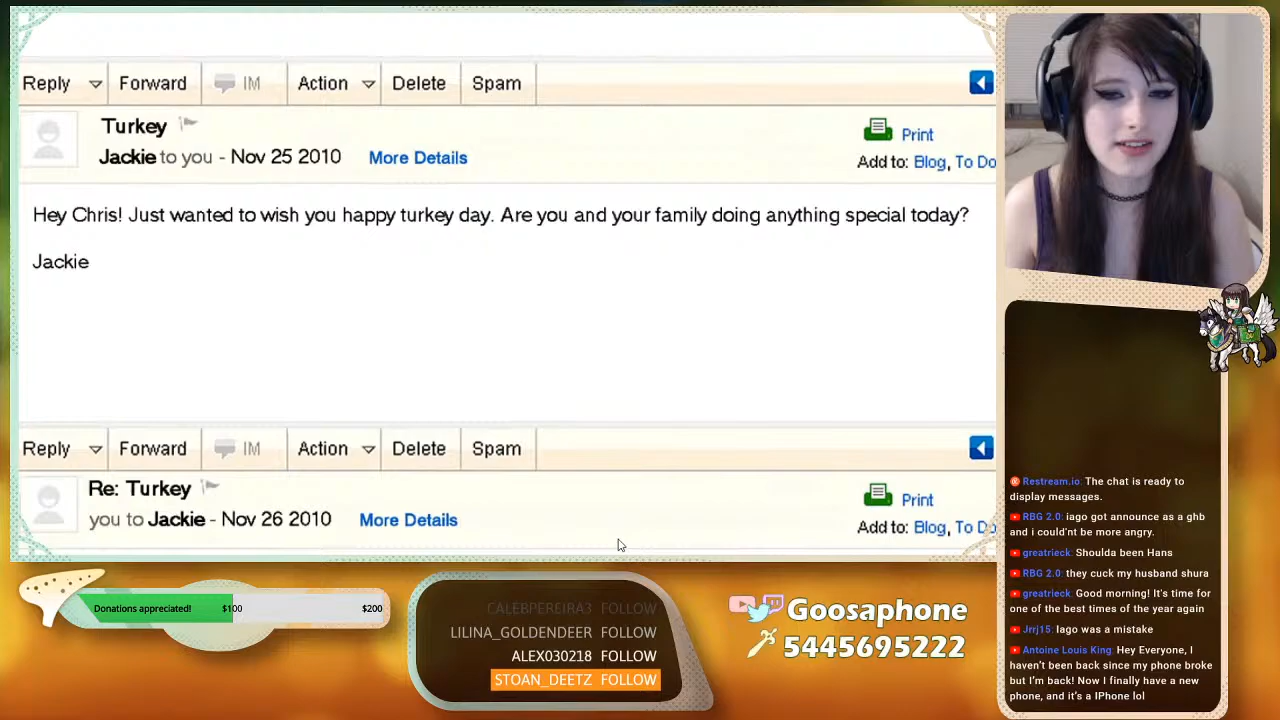 Reply Forward IM Action Delete Spam
Turkey
Print
Jackie to you - Nov 25 2010 More Details
Add to: Blog, To Do
Hey Chris! Just wanted to wish you happy turkey day. Are you and your family doing anything special today?
Jackie
Reply Forward IM Action Delete Spam
Re: Turkey
Print
you to Jackie - Nov 26 2010 More Details
Add to: Blog, To Do
Restream.io: The chat is ready to
display messages.
RBG 2.0: iago got announce as a ghb
and i could'nt be more angry.
greatrieck: Shoulda been Hans
RBG 2.0: they cuck my husband shura
greatrieck: Good morning! It's time for
one of the best times of the year again
Jrrj15: Iago was a mistake
Antoine Louis King: Hey Everyone, I
haven't been back since my phone broke
but I'm back! Now I finally have a new
phone, and it's a IPhone lol
Donations appreciated! $100 $200
CALEBPEREIRA3 FOLLOW
LILINA_GOLDENDEER FOLLOW
ALEX030218 FOLLOW
STOAN_DEETZ FOLLOW
Goosaphone
5445695222